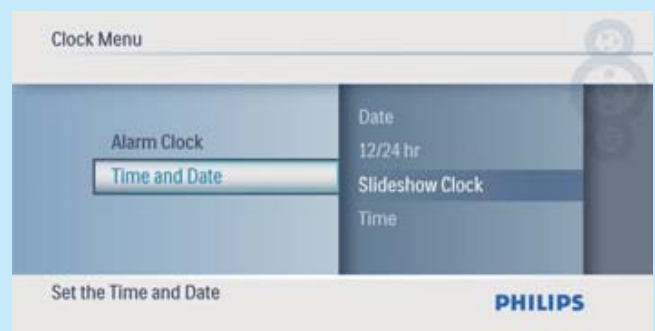 Clock Menu
Alarm Clock
Time and Date
Date
12/24 hr
Slideshow Clock
Time
Set the Time and Date
PHILIPS